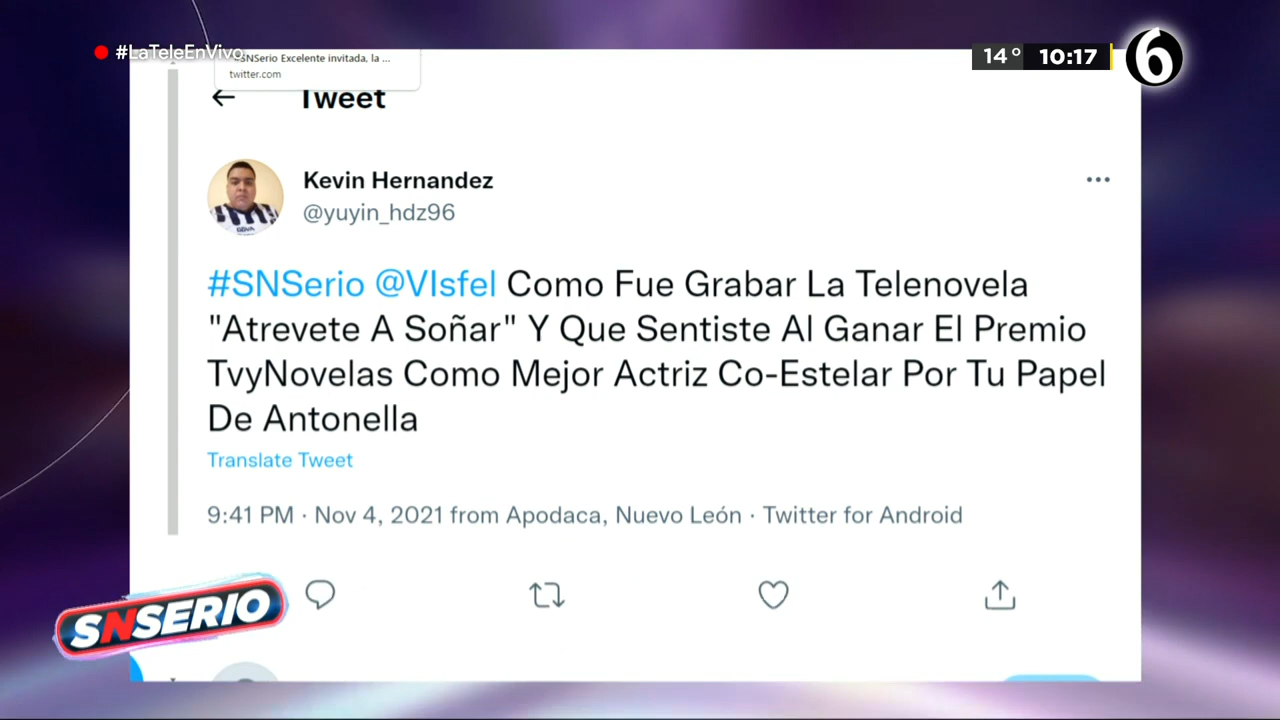 #LaTeleEnVivo
14° 10:17
6
SNSerio Excelente invitada, la ...
twitter.com
Tweet
Kevin Hernandez
@yuyin_hdz96
BBVA
#SNSerio @VIsfel Como Fue Grabar La Telenovela
"Atrevete A Soñar" Y Que Sentiste Al Ganar El Premio
TvyNovelas Como Mejor Actriz Co-Estelar Por Tu Papel
De Antonella
Translate Tweet
9:41 PM · Nov 4, 2021 from Apodaca, Nuevo León · Twitter for Android
SNSERIO